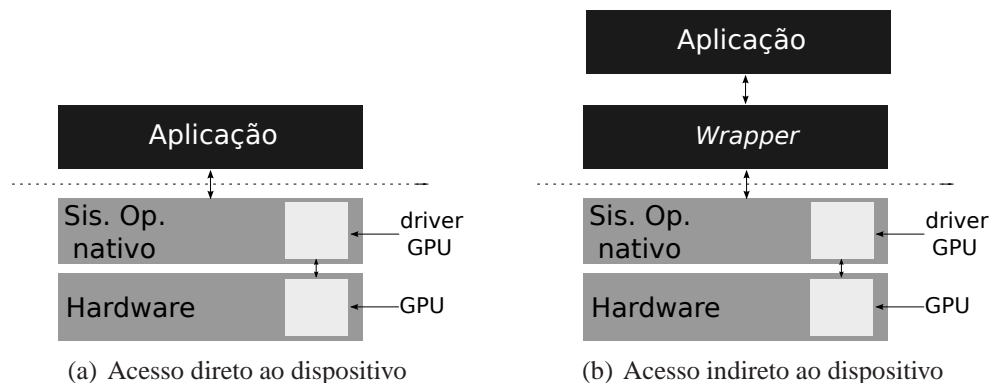 Aplicação
Sis. Op.
nativo
driver
GPU
Hardware
GPU
(a) Acesso direto ao dispositivo
Aplicação
Wrapper
Sis. Op.
nativo
driver
GPU
Hardware
GPU
(b) Acesso indireto ao dispositivo